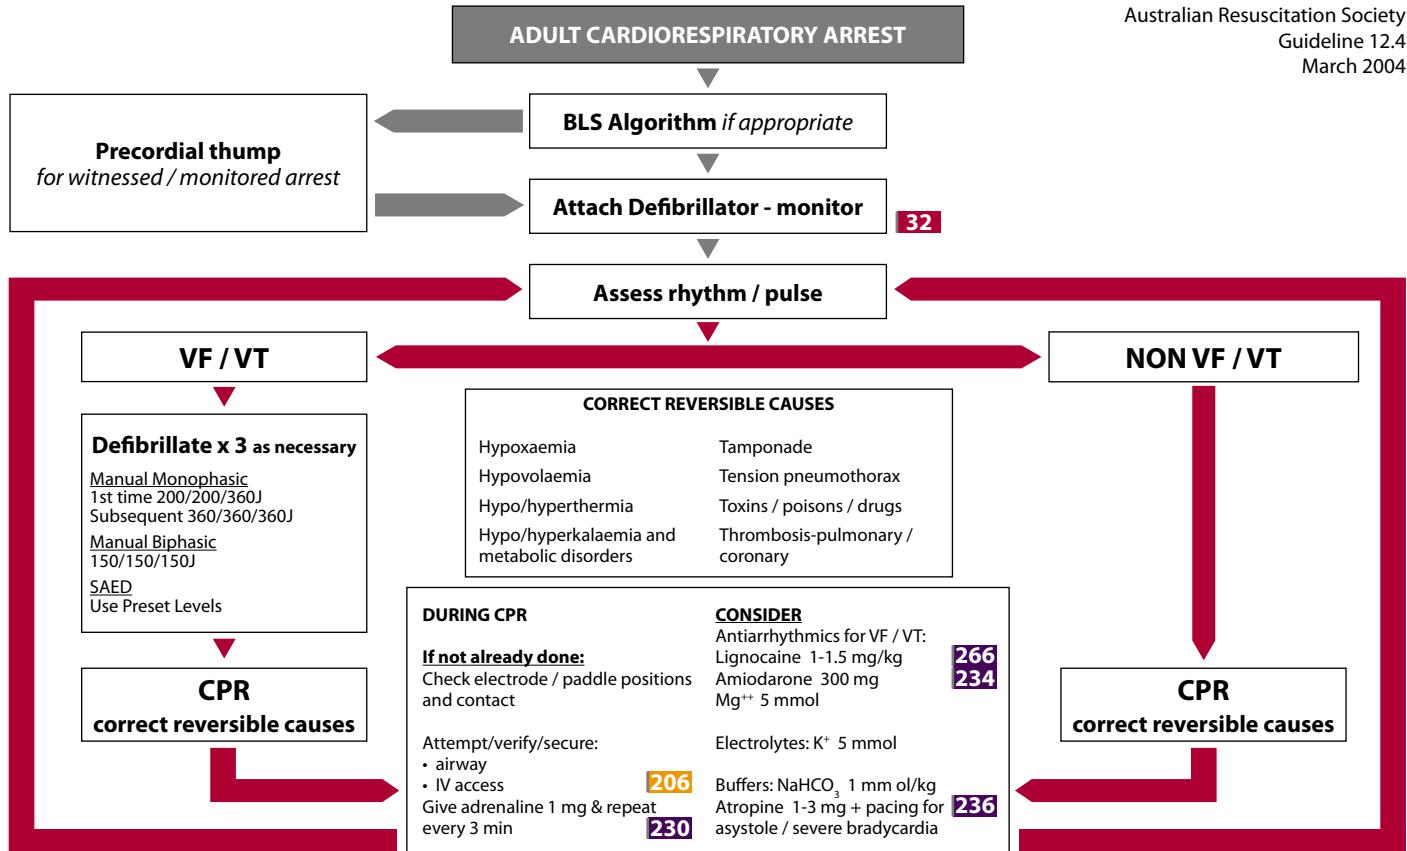 ADULT CARDIORESPIRATORY ARREST
Australian Resuscitation Society
Guideline 12.4
March 2004
BLS Algorithm if appropriate
Precordial thump
for witnessed / monitored arrest
Attach Defibrillator - monitor
32
Assess rhythm / pulse
VF / VT
NON VF / VT
Defibrillate x 3 as necessary
Manual Monophasic
1st time 200/200/360J
Subsequent 360/360/360J
Manual Biphasic
150/150/150J
SAED
Use Preset Levels
CORRECT REVERSIBLE CAUSES
Hypoxaemia
Hypovolaemia
Hypo/hyperthermia
Hypo/hyperkalaemia and
metabolic disorders
Tamponade
Tension pneumothorax
Toxins / poisons / drugs
Thrombosis-pulmonary /
coronary
CPR
correct reversible causes
DURING CPR
If not already done:
Check electrode / paddle positions
and contact
Attempt/verify/secure:
• airway
• IV access 206
Give adrenaline 1 mg & repeat
every 3 min 230
CONSIDER
Antiarrhythmics for VF / VT:
Lignocaine 1-1.5 mg/kg 266
Amiodarone 300 mg 234
Mg⁺⁺ 5 mmol
Electrolytes: K⁺ 5 mmol
Buffers: NaHCO₃ 1 mm ol/kg
Atropine 1-3 mg + pacing for 236
asystole / severe bradycardia
CPR
correct reversible causes